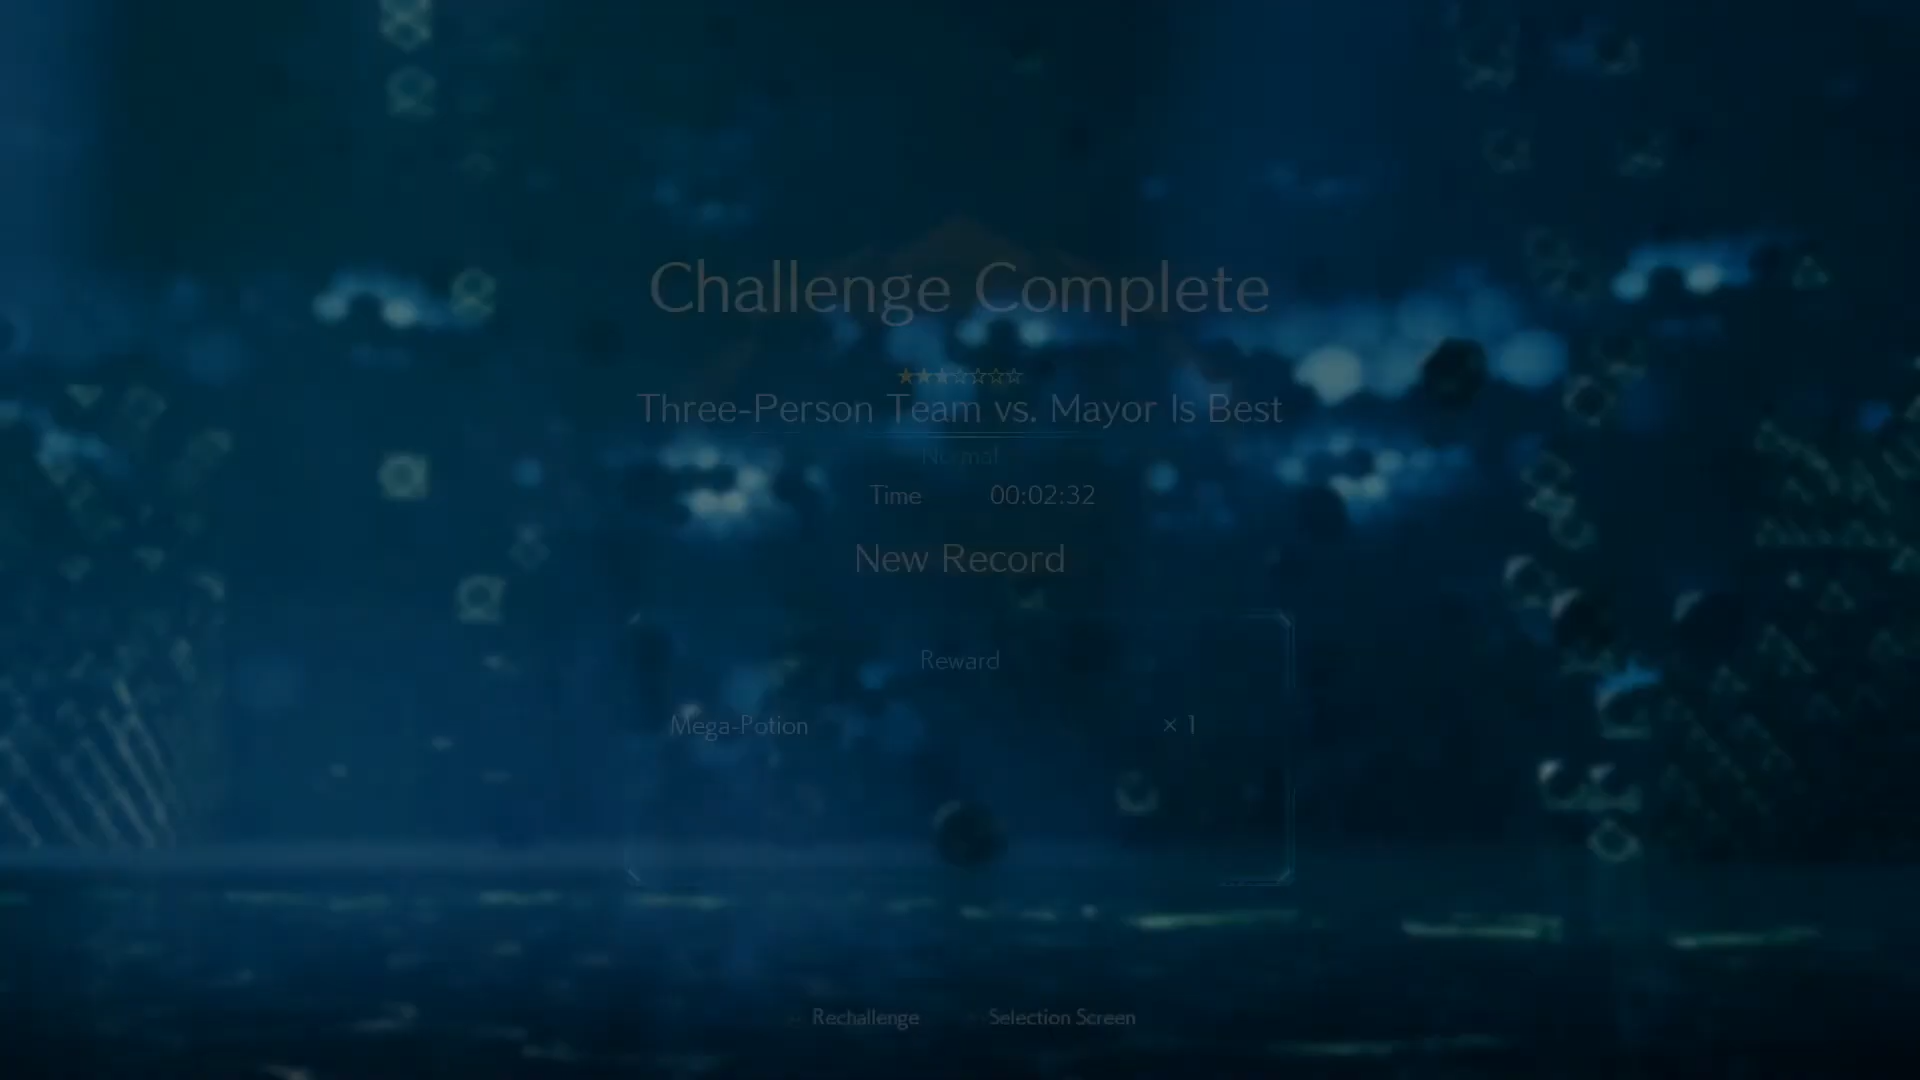 Challenge Complete
★★★☆☆☆☆
Three-Person Team vs. Mayor Is Best
Normal
Time 00:02:32
New Record
Reward
Mega-Potion × 1
Rechallenge Selection Screen